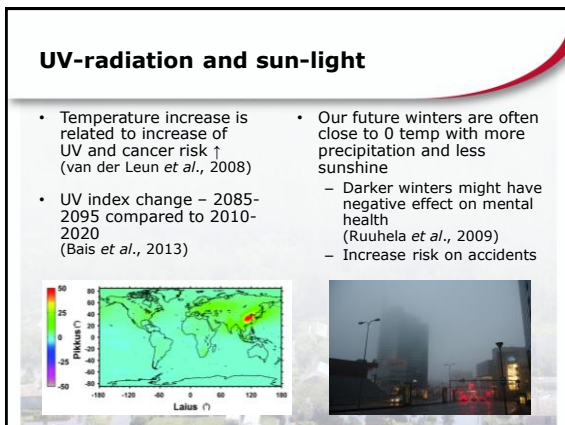 UV-radiation and sun-light
• Temperature increase is
related to increase of
UV and cancer risk ↑
(van der Leun et al., 2008)
• UV index change – 2085-
2095 compared to 2010-
2020
(Bais et al., 2013)
• Our future winters are often
close to 0 temp with more
precipitation and less
sunshine
– Darker winters might have
negative effect on mental
health
(Ruuhela et al., 2009)
– Increase risk on accidents
50
25
0
-25
-50
Pikkus(°)
80
60
40
20
0
-20
-40
-60
-80
-180 -120 -60 0 60 120 180
Laius (°)